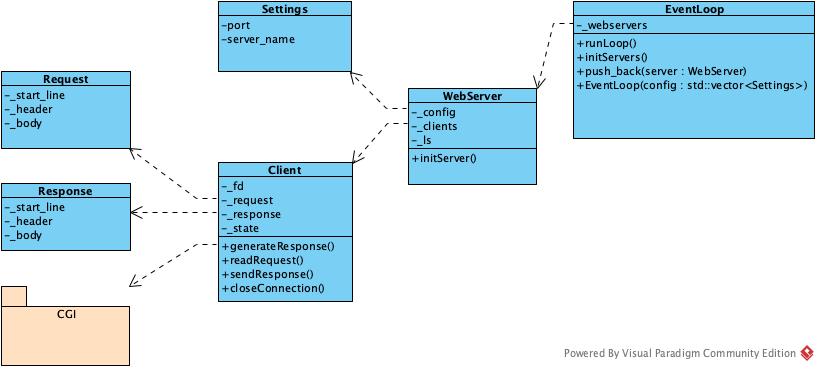 Settings
-port
-server_name
EventLoop
-_webservers
+runLoop()
+initServers()
+push_back(server : WebServer)
+EventLoop(config : std::vector<Settings>)
Request
-_start_line
-_header
-_body
WebServer
-_config
-_clients
-_ls
+initServer()
Client
-_fd
-_request
-_response
-_state
+generateResponse()
+readRequest()
+sendResponse()
+closeConnection()
Response
-_start_line
-_header
-_body
CGI
Powered By Visual Paradigm Community Edition